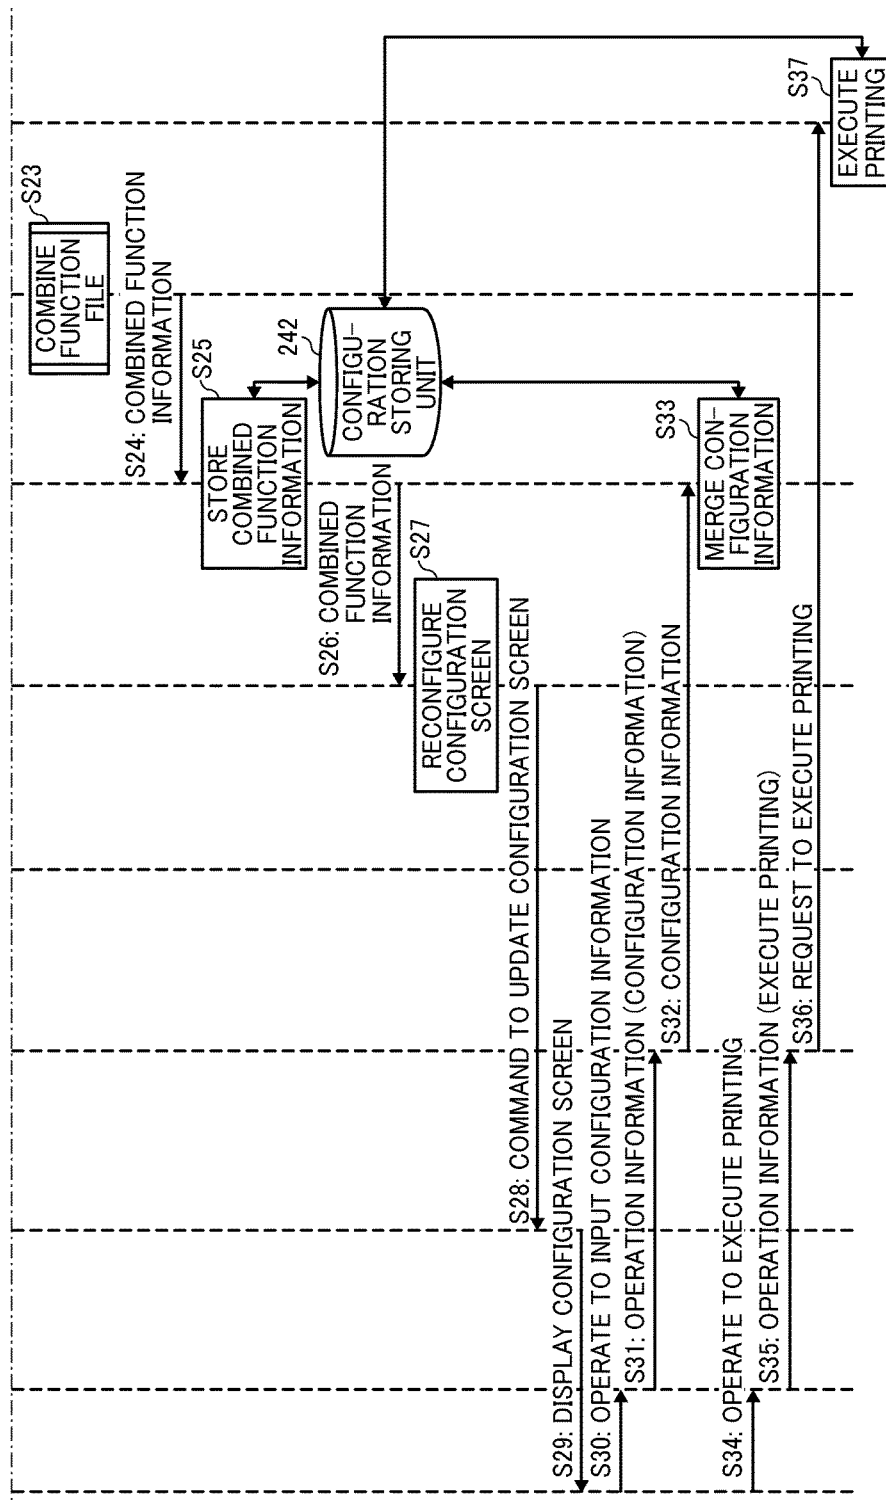 S23
COMBINE
FUNCTION
FILE
S24: COMBINED FUNCTION
INFORMATION
S25
STORE
COMBINED
FUNCTION
INFORMATION
242
CONFIGU-
RATION
STORING
UNIT
S26: COMBINED
FUNCTION
INFORMATION
S27
RECONFIGURE
CONFIGURATION
SCREEN
S28: COMMAND TO UPDATE CONFIGURATION SCREEN
S29: DISPLAY CONFIGURATION SCREEN
S30: OPERATE TO INPUT CONFIGURATION INFORMATION
S31: OPERATION INFORMATION (CONFIGURATION INFORMATION)
S32: CONFIGURATION INFORMATION
S33
MERGE CON-
FIGURATION
INFORMATION
S34: OPERATE TO EXECUTE PRINTING
S35: OPERATION INFORMATION (EXECUTE PRINTING)
S36: REQUEST TO EXECUTE PRINTING
S37
EXECUTE
PRINTING